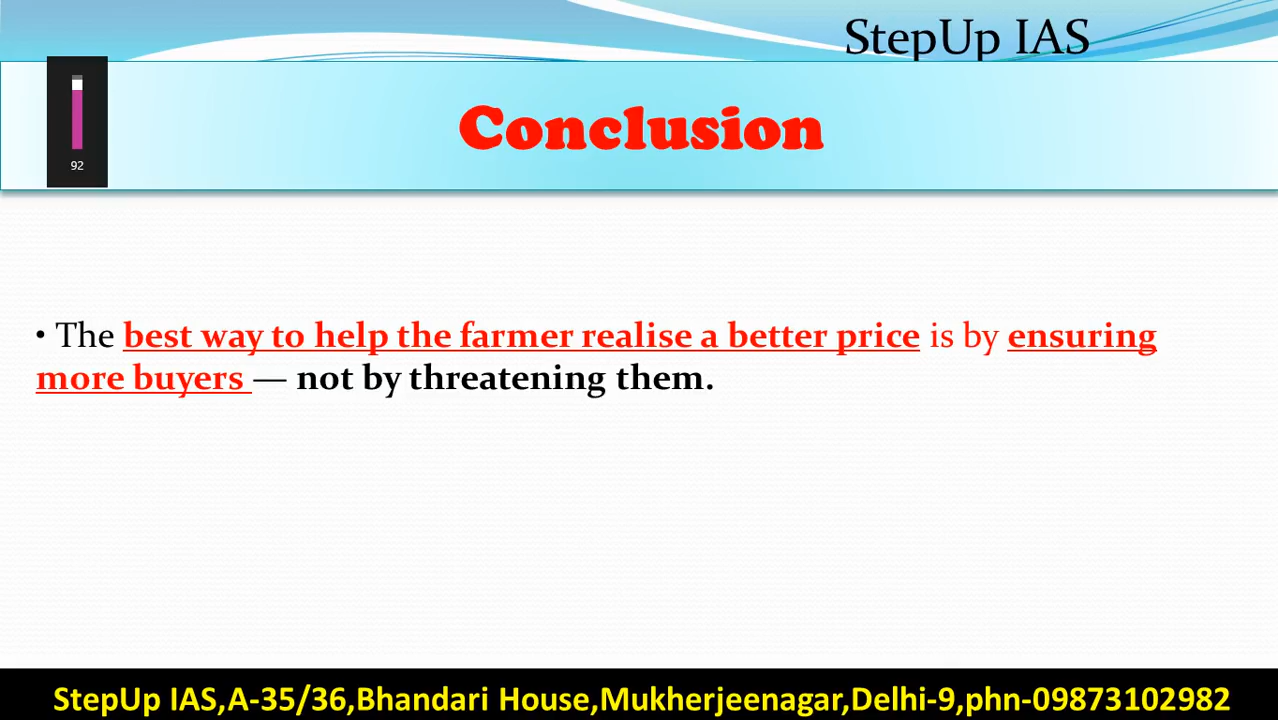 StepUp IAS
Conclusion
92
• The best way to help the farmer realise a better price is by ensuring
more buyers — not by threatening them.
StepUp IAS,A-35/36,Bhandari House,Mukherjeenagar,Delhi-9,phn-09873102982